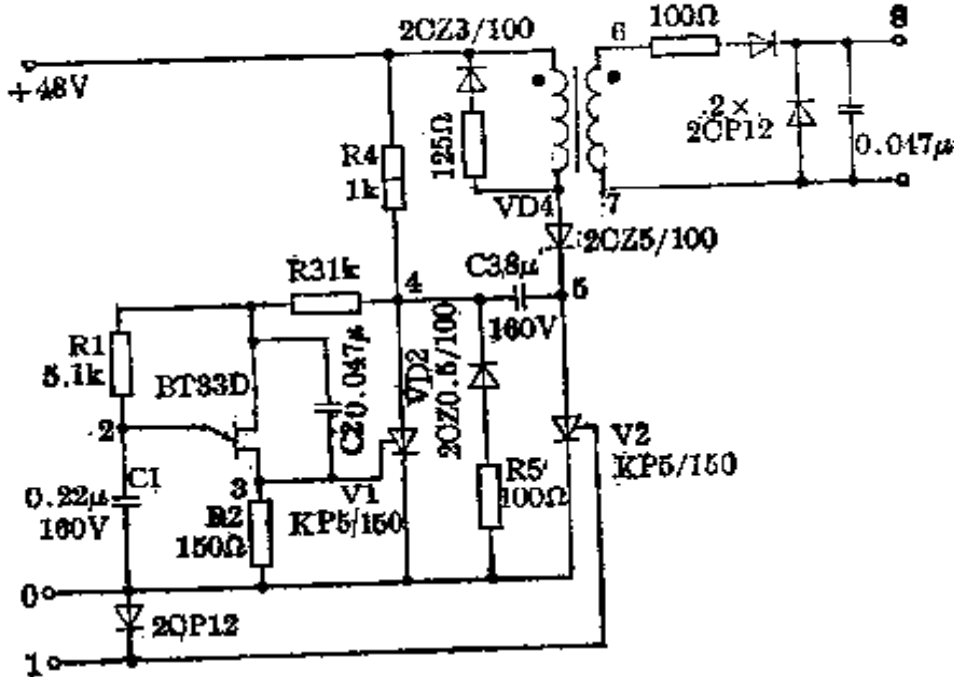 2CZ3/100
6
100Ω
8
+48V
R4
1k
125Ω
2×
2CP12
0.047μ
VD4
7
2CZ5/100
R31k
4
C38μ
5
160V
R1
5.1k
BT33D
C20.047μ
VD2
2CZ0.5/100
2
V2
KP5/150
C1
0.22μ
160V
3
R2
150Ω
V1
KP5/150
R5
100Ω
0
2CP12
1